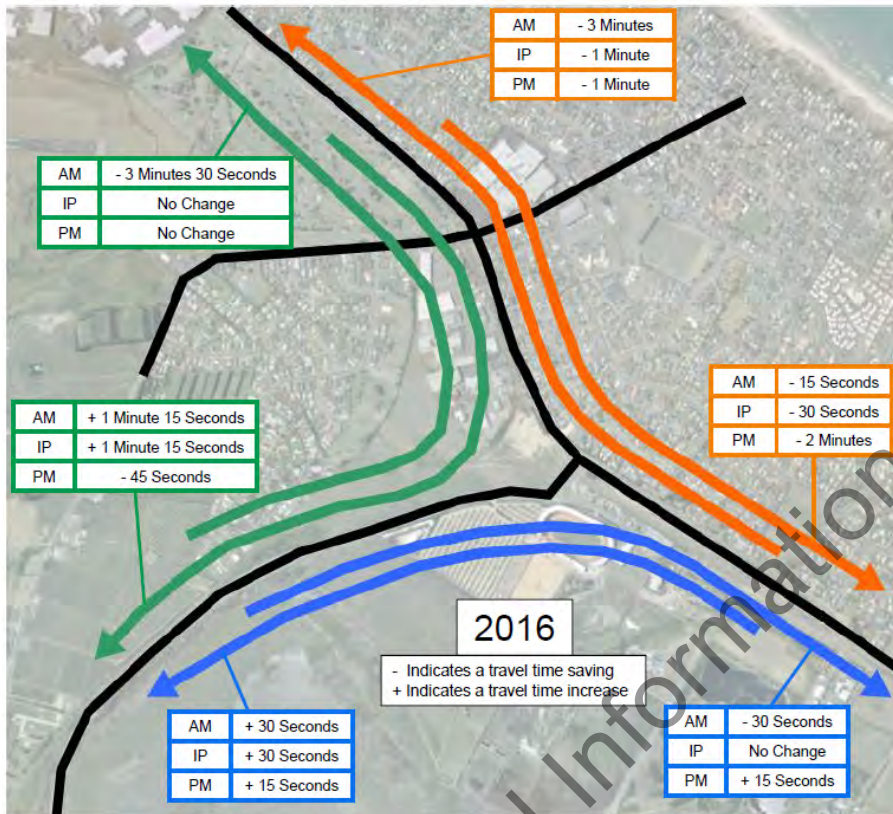 AM - 3 Minutes
IP - 1 Minute
PM - 1 Minute
AM - 3 Minutes 30 Seconds
IP No Change
PM No Change
AM - 15 Seconds
IP - 30 Seconds
PM - 2 Minutes
AM + 1 Minute 15 Seconds
IP + 1 Minute 15 Seconds
PM - 45 Seconds
2016
- Indicates a travel time saving
+ Indicates a travel time increase
AM + 30 Seconds
IP + 30 Seconds
PM + 15 Seconds
AM - 30 Seconds
IP No Change
PM + 15 Seconds
Information